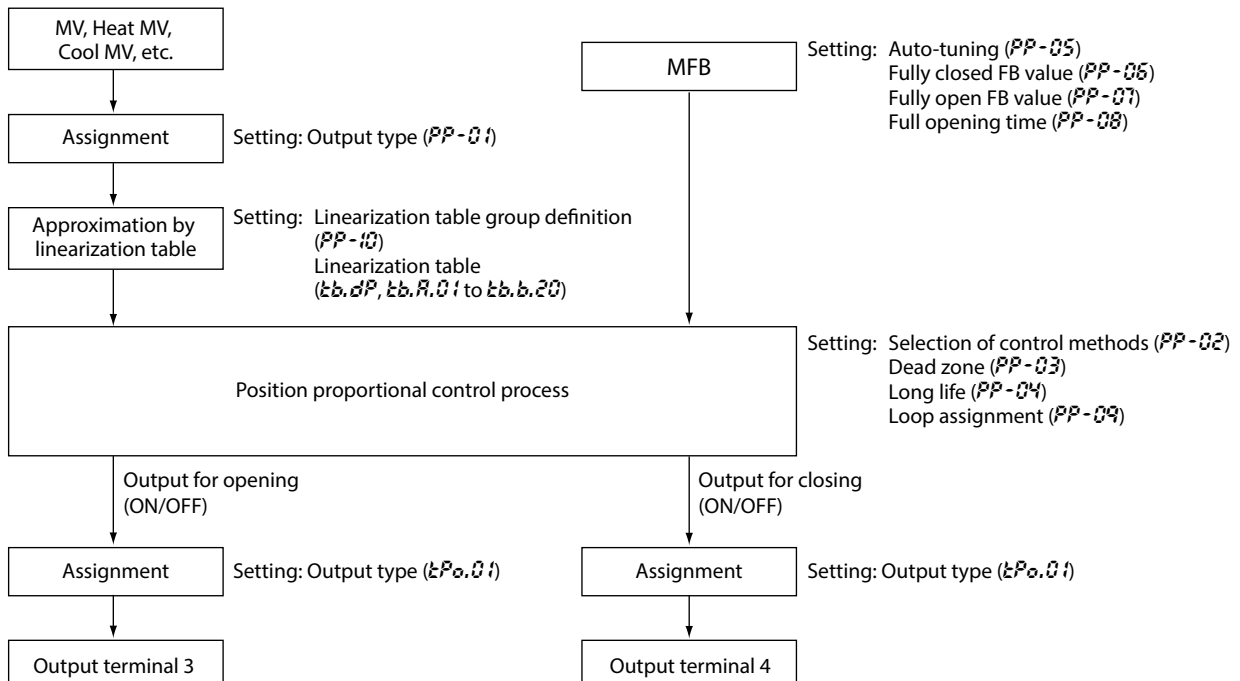 MV, Heat MV,
Cool MV, etc.
Assignment
Setting: Output type (PP-01)
Approximation by
linearization table
Setting: Linearization table group definition
(PP-10)
Linearization table
(tb.dP, tb.A.01 to tb.b.20)
MFB
Setting: Auto-tuning (PP-05)
Fully closed FB value (PP-06)
Fully open FB value (PP-07)
Full opening time (PP-08)
Position proportional control process
Setting: Selection of control methods (PP-02)
Dead zone (PP-03)
Long life (PP-04)
Loop assignment (PP-09)
Output for opening
(ON/OFF)
Output for closing
(ON/OFF)
Assignment
Setting: Output type (tPo.01)
Assignment
Setting: Output type (tPo.01)
Output terminal 3
Output terminal 4